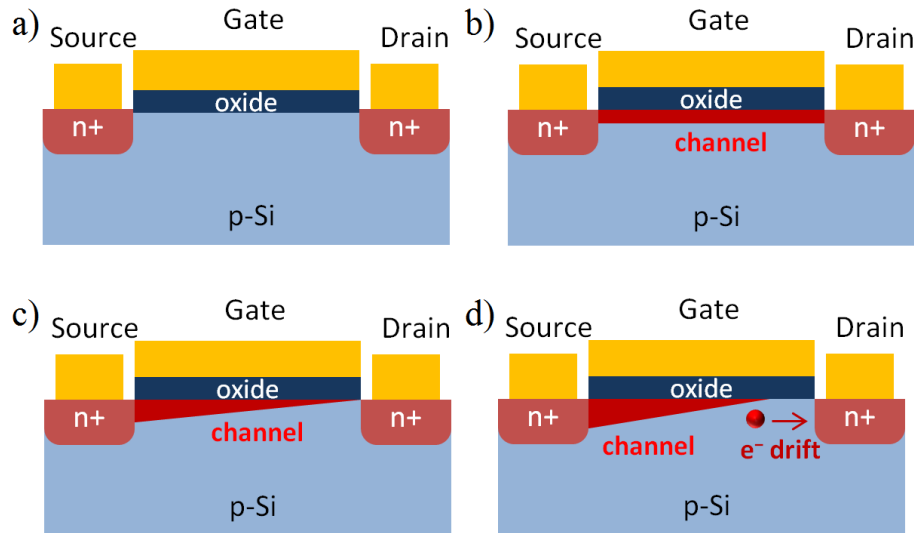 a)
Gate
Source
Drain
oxide
n+
n+
p-Si
b)
Gate
Source
Drain
oxide
n+
n+
channel
p-Si
c)
Gate
Source
Drain
oxide
n+
n+
channel
p-Si
d)
Gate
Source
Drain
oxide
n+
n+
channel
e⁻ drift
p-Si